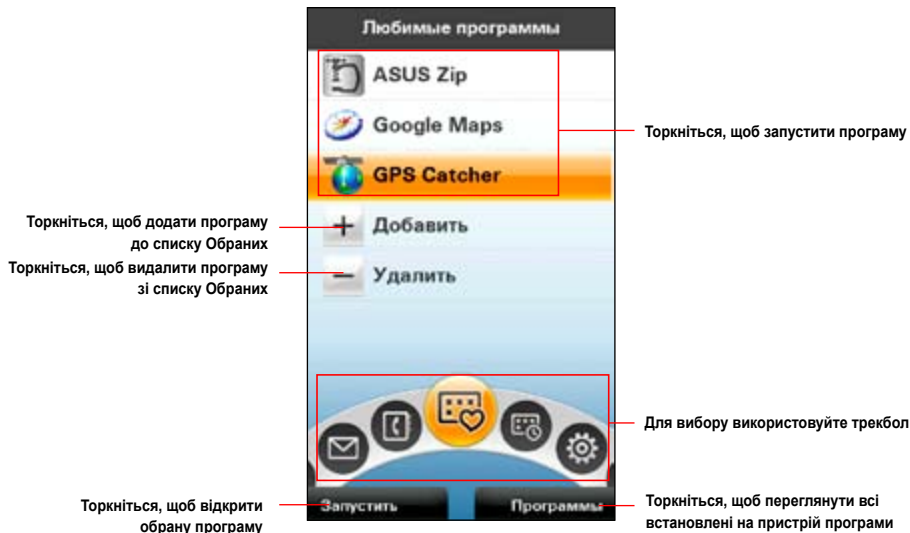 Любимые программы
ASUS Zip
Google Maps
Торкніться, щоб запустити програму
GPS Catcher
Торкніться, щоб додати програму
до списку Обраних
Добавить
Торкніться, щоб видалити програму
зі списку Обраних
Удалить
Для вибору використовуйте трекбол
Торкніться, щоб відкрити
обрану програму
Запустить
Программы
Торкніться, щоб переглянути всі
встановлені на пристрій програми